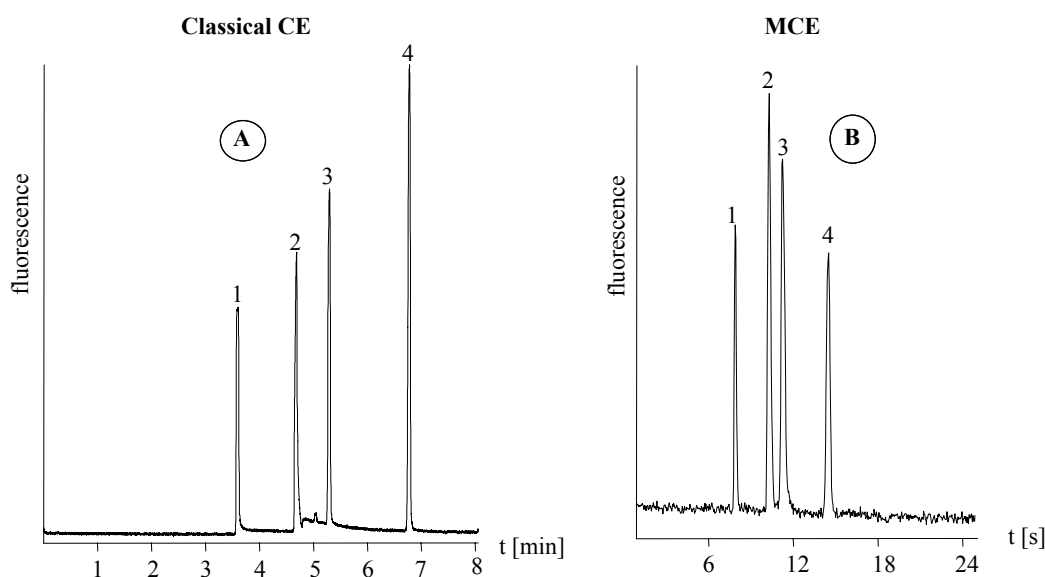 Classical CE
4
A
3
2
1
fluorescence
t [min]
1 2 3 4 5 6 7 8
MCE
2
B
3
1
4
fluorescence
t [s]
6 12 18 24